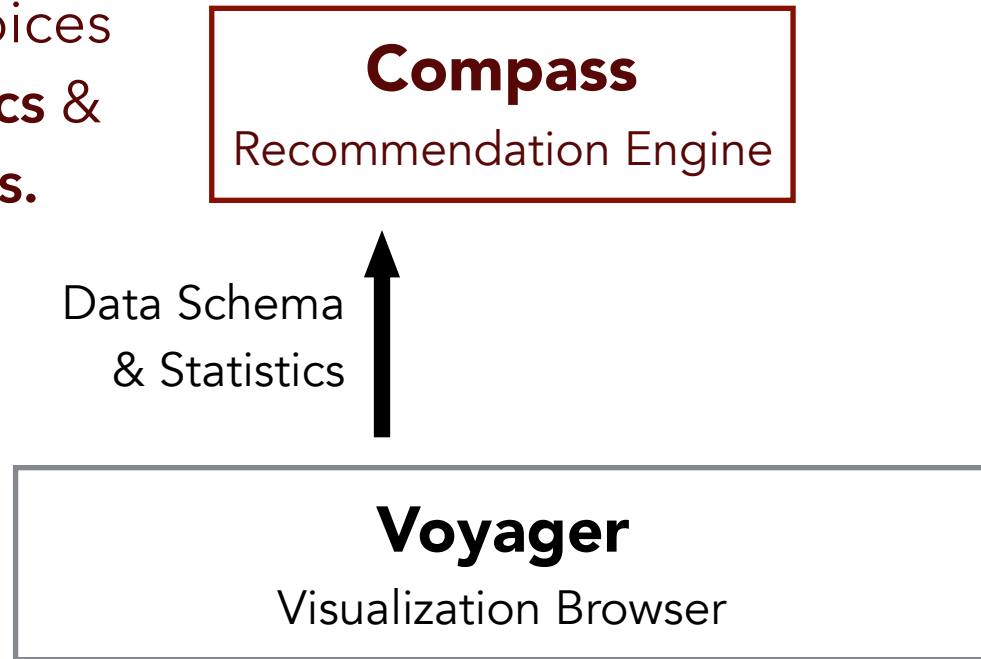 Compass
Recommendation Engine
&
Data Schema
& Statistics
Voyager
Visualization Browser